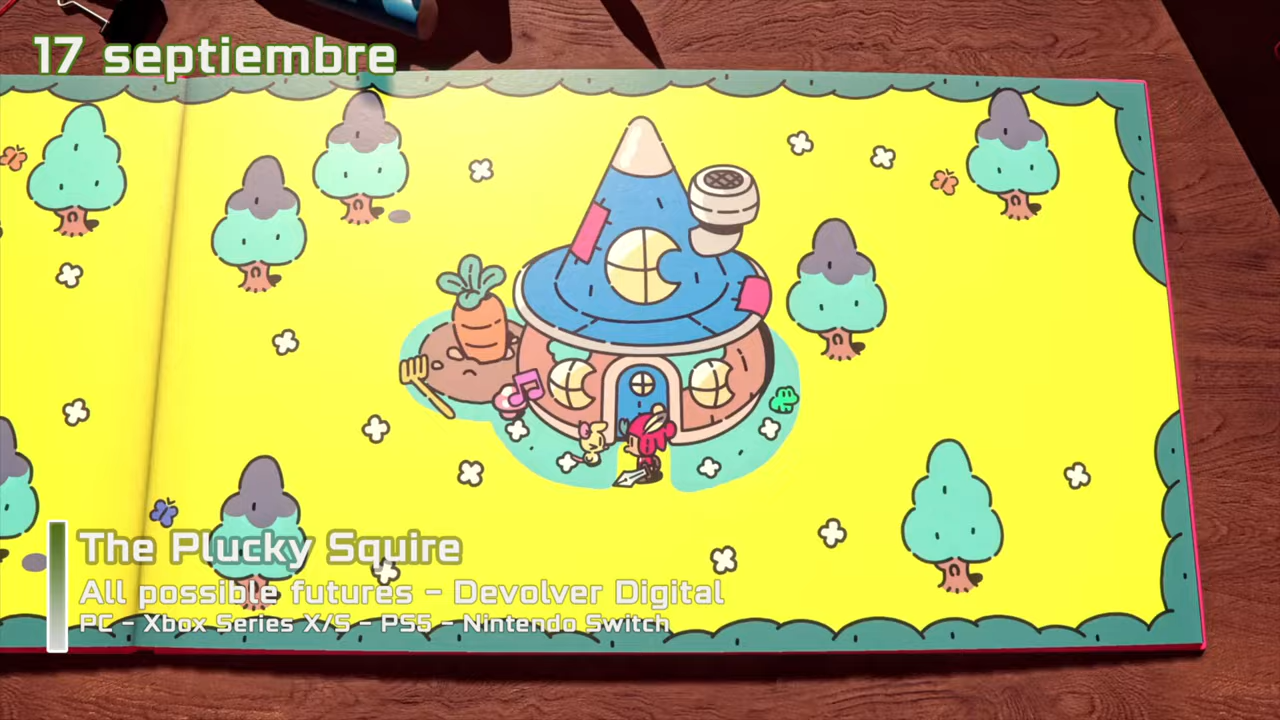 17 septiembre
The Plucky Squire
All possible futures - Devolver Digital
PC - Xbox Series X/S - PS5 - Nintendo Switch